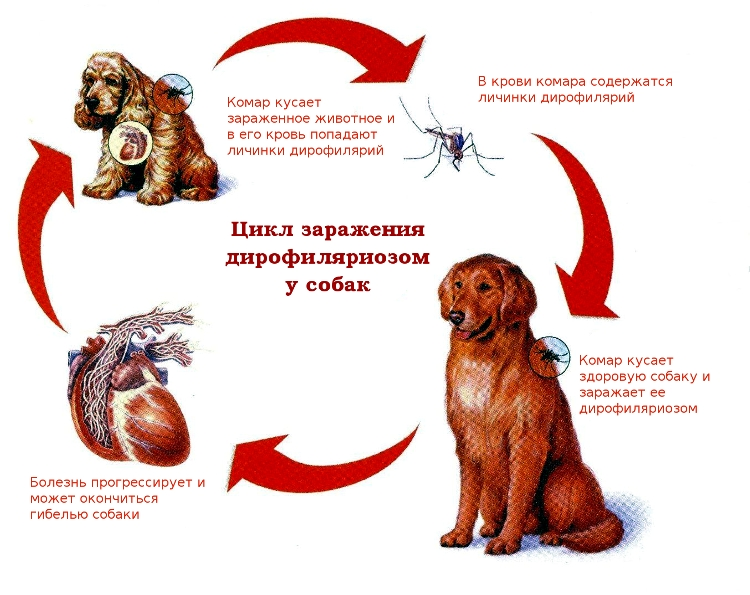 Комар кусает
зараженное животное и
в его кровь попадают
личинки дирофилярий
В крови комара содержатся
личинки дирофилярий
Цикл заражения
дирофиляриозом
у собак
Комар кусает
здоровую собаку и
заражает ее
дирофиляриозом
Болезнь прогрессирует и
может окончиться
гибелью собаки